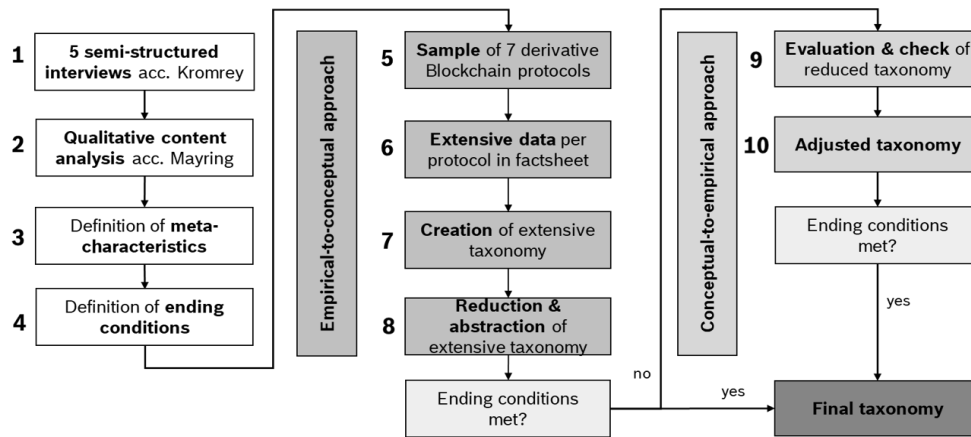 1
5 semi-structured
interviews acc. Kromrey
2
Qualitative content
analysis acc. Mayring
3
Definition of meta-
characteristics
4
Definition of ending
conditions
Empirical-to-conceptual approach
5
Sample of 7 derivative
Blockchain protocols
6
Extensive data per
protocol in factsheet
7
Creation of extensive
taxonomy
8
Reduction &
abstraction of
extensive taxonomy
Ending conditions
met?
no
yes
Conceptual-to-empirical approach
9
Evaluation & check of
reduced taxonomy
10
Adjusted taxonomy
Ending conditions
met?
yes
Final taxonomy